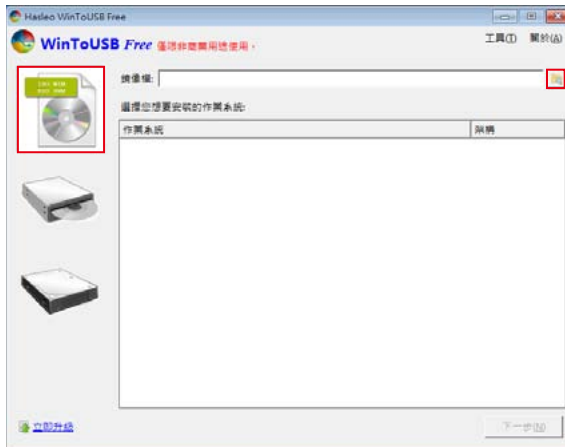 Hasleo WinToUSB Free
WinToUSB Free 僅限非商業用途使用。
工具(T) 關於(A)
鏡像檔:
選擇您想要安裝的作業系統:
作業系統 架構
立即升級
下一步(N)